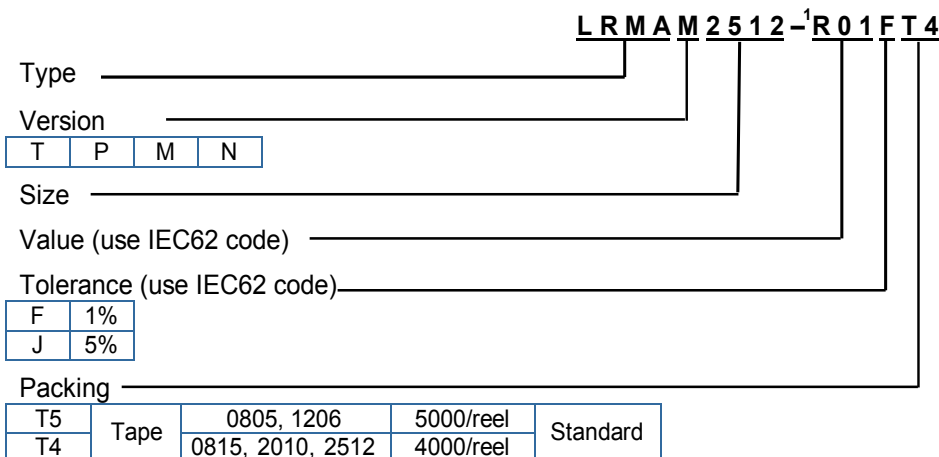 LRMAM2512–¹R01FT4
Type
Version
T P M N
Size
Value (use IEC62 code)
Tolerance (use IEC62 code)
F 1%
J 5%
Packing
T5 Tape 0805, 1206 5000/reel Standard
T4 0815, 2010, 2512 4000/reel